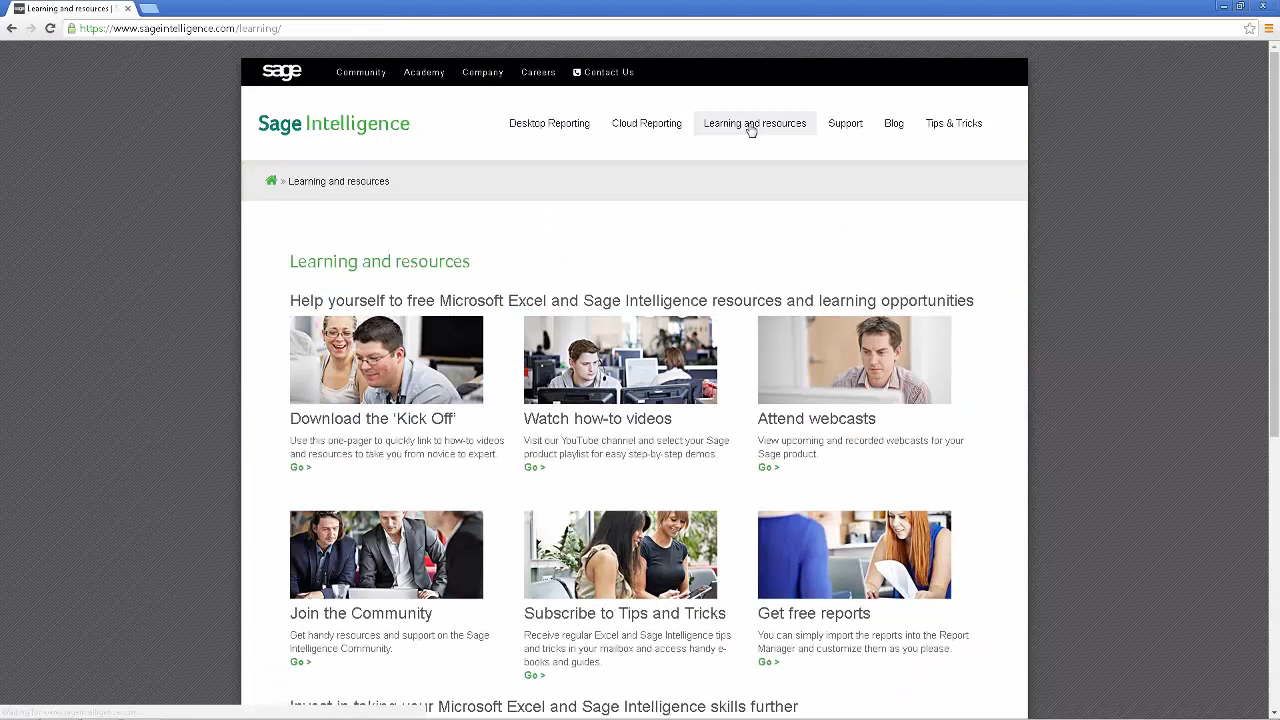 Learning and resources | S
https://www.sageintelligence.com/learning/
sage Community Academy Company Careers Contact Us
Sage Intelligence Desktop Reporting Cloud Reporting Learning and resources Support Blog Tips & Tricks
» Learning and resources
Learning and resources
Help yourself to free Microsoft Excel and Sage Intelligence resources and learning opportunities
Download the ‘Kick Off’
Use this one-pager to quickly link to how-to videos
and resources to take you from novice to expert.
Go >
Watch how-to videos
Visit our YouTube channel and select your Sage
product playlist for easy step-by-step demos.
Go >
Attend webcasts
View upcoming and recorded webcasts for your
Sage product.
Go >
Join the Community
Get handy resources and support on the Sage
Intelligence Community.
Go >
Subscribe to Tips and Tricks
Receive regular Excel and Sage Intelligence tips
and tricks in your mailbox and access handy e-
books and guides.
Go >
Get free reports
You can simply import the reports into the Report
Manager and customize them as you please.
Go >
Invest in taking your Microsoft Excel and Sage Intelligence skills further
Waiting for www.sageintelligence.com...